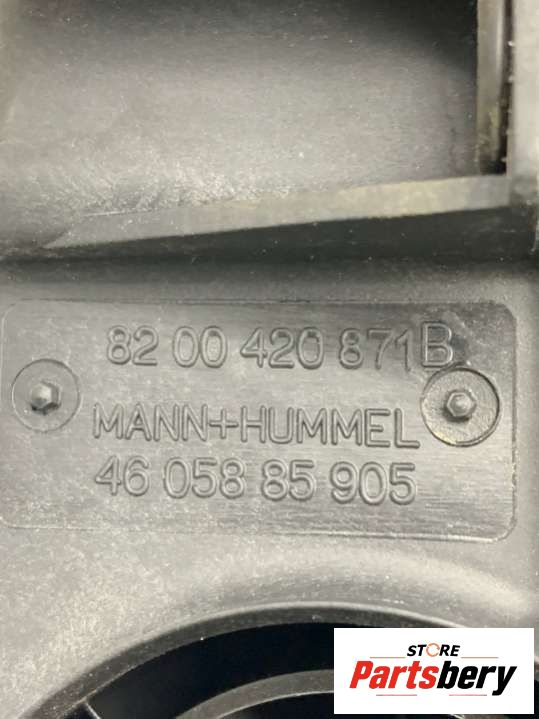 82 00 420 871B
MANN+HUMMEL
46 058 85 905
STORE
Partsbery